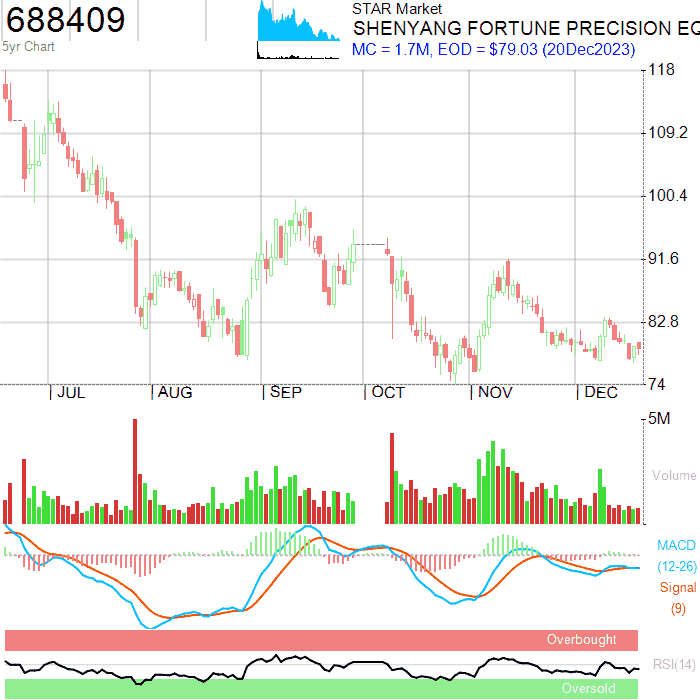 688409
5yr Chart
STAR Market
SHENYANG FORTUNE PRECISION EQ
MC = 1.7M, EOD = $79.03 (20Dec2023)
118
109.2
100.4
91.6
82.8
74
JUL AUG SEP OCT NOV DEC
5M
Volume
MACD
(12-26)
Signal
(9)
Overbought
RSI(14)
Oversold